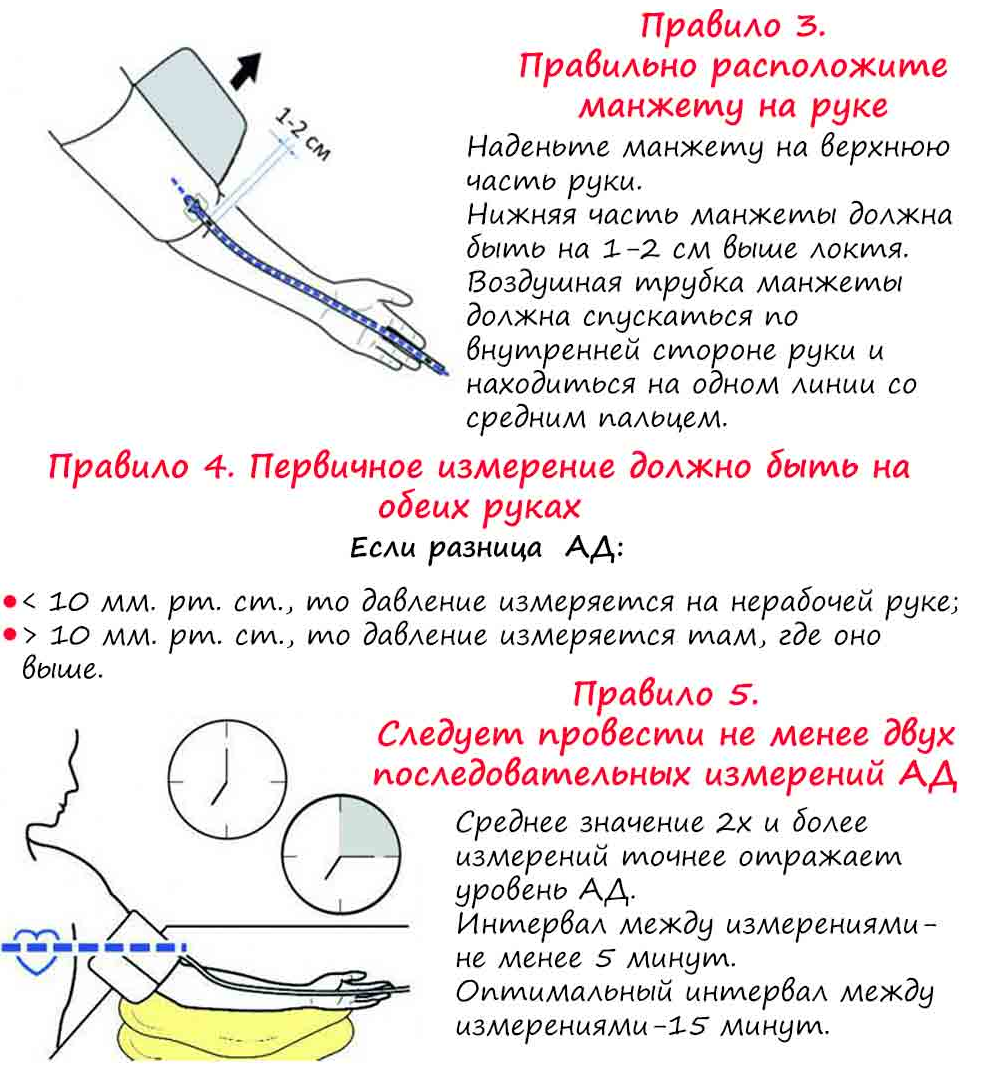 Правило 3.
Правильно расположите
манжету на руке
1-2 см
Наденьте манжету на верхнюю
часть руки.
Нижняя часть манжеты должна
быть на 1-2 см выше локтя.
Воздушная трубка манжеты
должна спускаться по
внутренней стороне руки и
находиться на одном линии со
средним пальцем.
Правило 4. Первичное измерение должно быть на
обеих руках
Если разница АД:
• < 10 мм. рт. ст., то давление измеряется на нерабочей руке;
• > 10 мм. рт. ст., то давление измеряется там, где оно
выше.
Правило 5.
Следует провести не менее двух
последовательных измерений АД
Среднее значение 2х и более
измерений точнее отражает
уровень АД.
Интервал между измерениями-
не менее 5 минут.
Оптимальный интервал между
измерениями-15 минут.